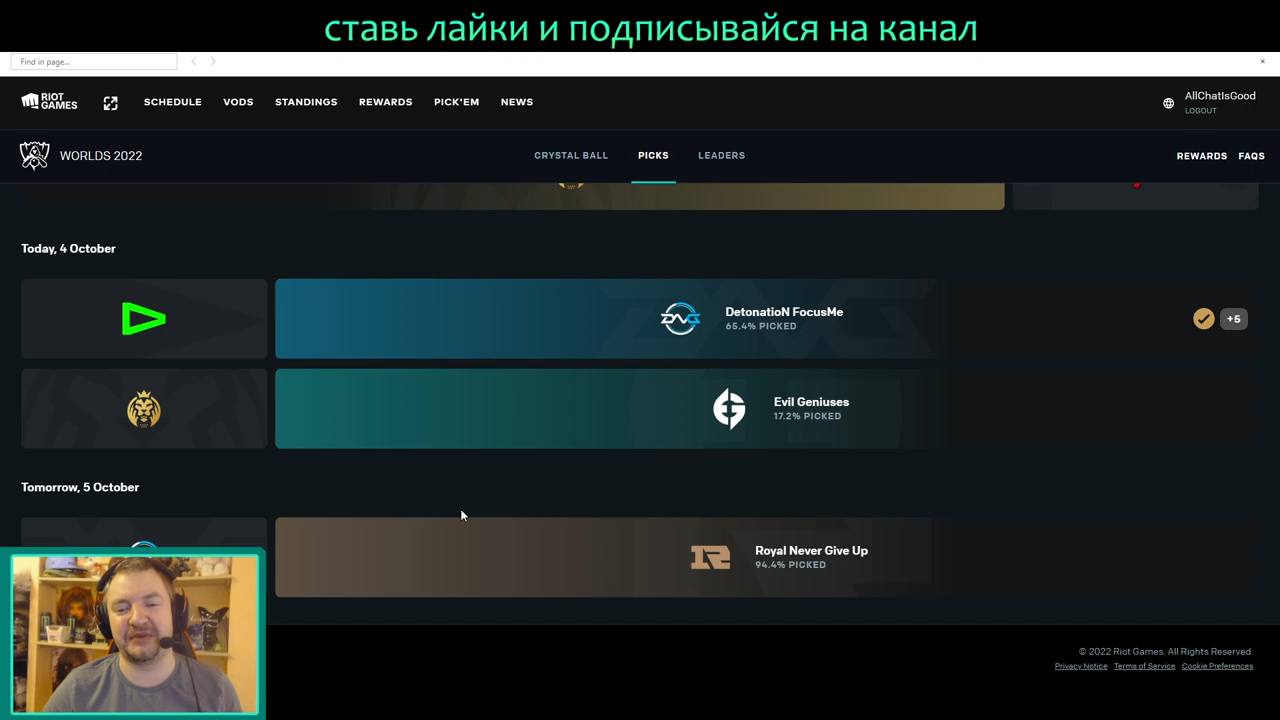 ставь лайки и подписывайся на канал
Find in page...
RIOT GAMES
SCHEDULE VODS STANDINGS REWARDS PICK'EM NEWS
AllChatIsGood
LOGOUT
WORLDS 2022
CRYSTAL BALL PICKS LEADERS
REWARDS FAQS
Today, 4 October
DetonatioN FocusMe
65.4% PICKED
+5
Evil Geniuses
17.2% PICKED
Tomorrow, 5 October
Royal Never Give Up
94.4% PICKED
© 2022 Riot Games. All Rights Reserved.
Privacy Notice Terms of Service Cookie Preferences